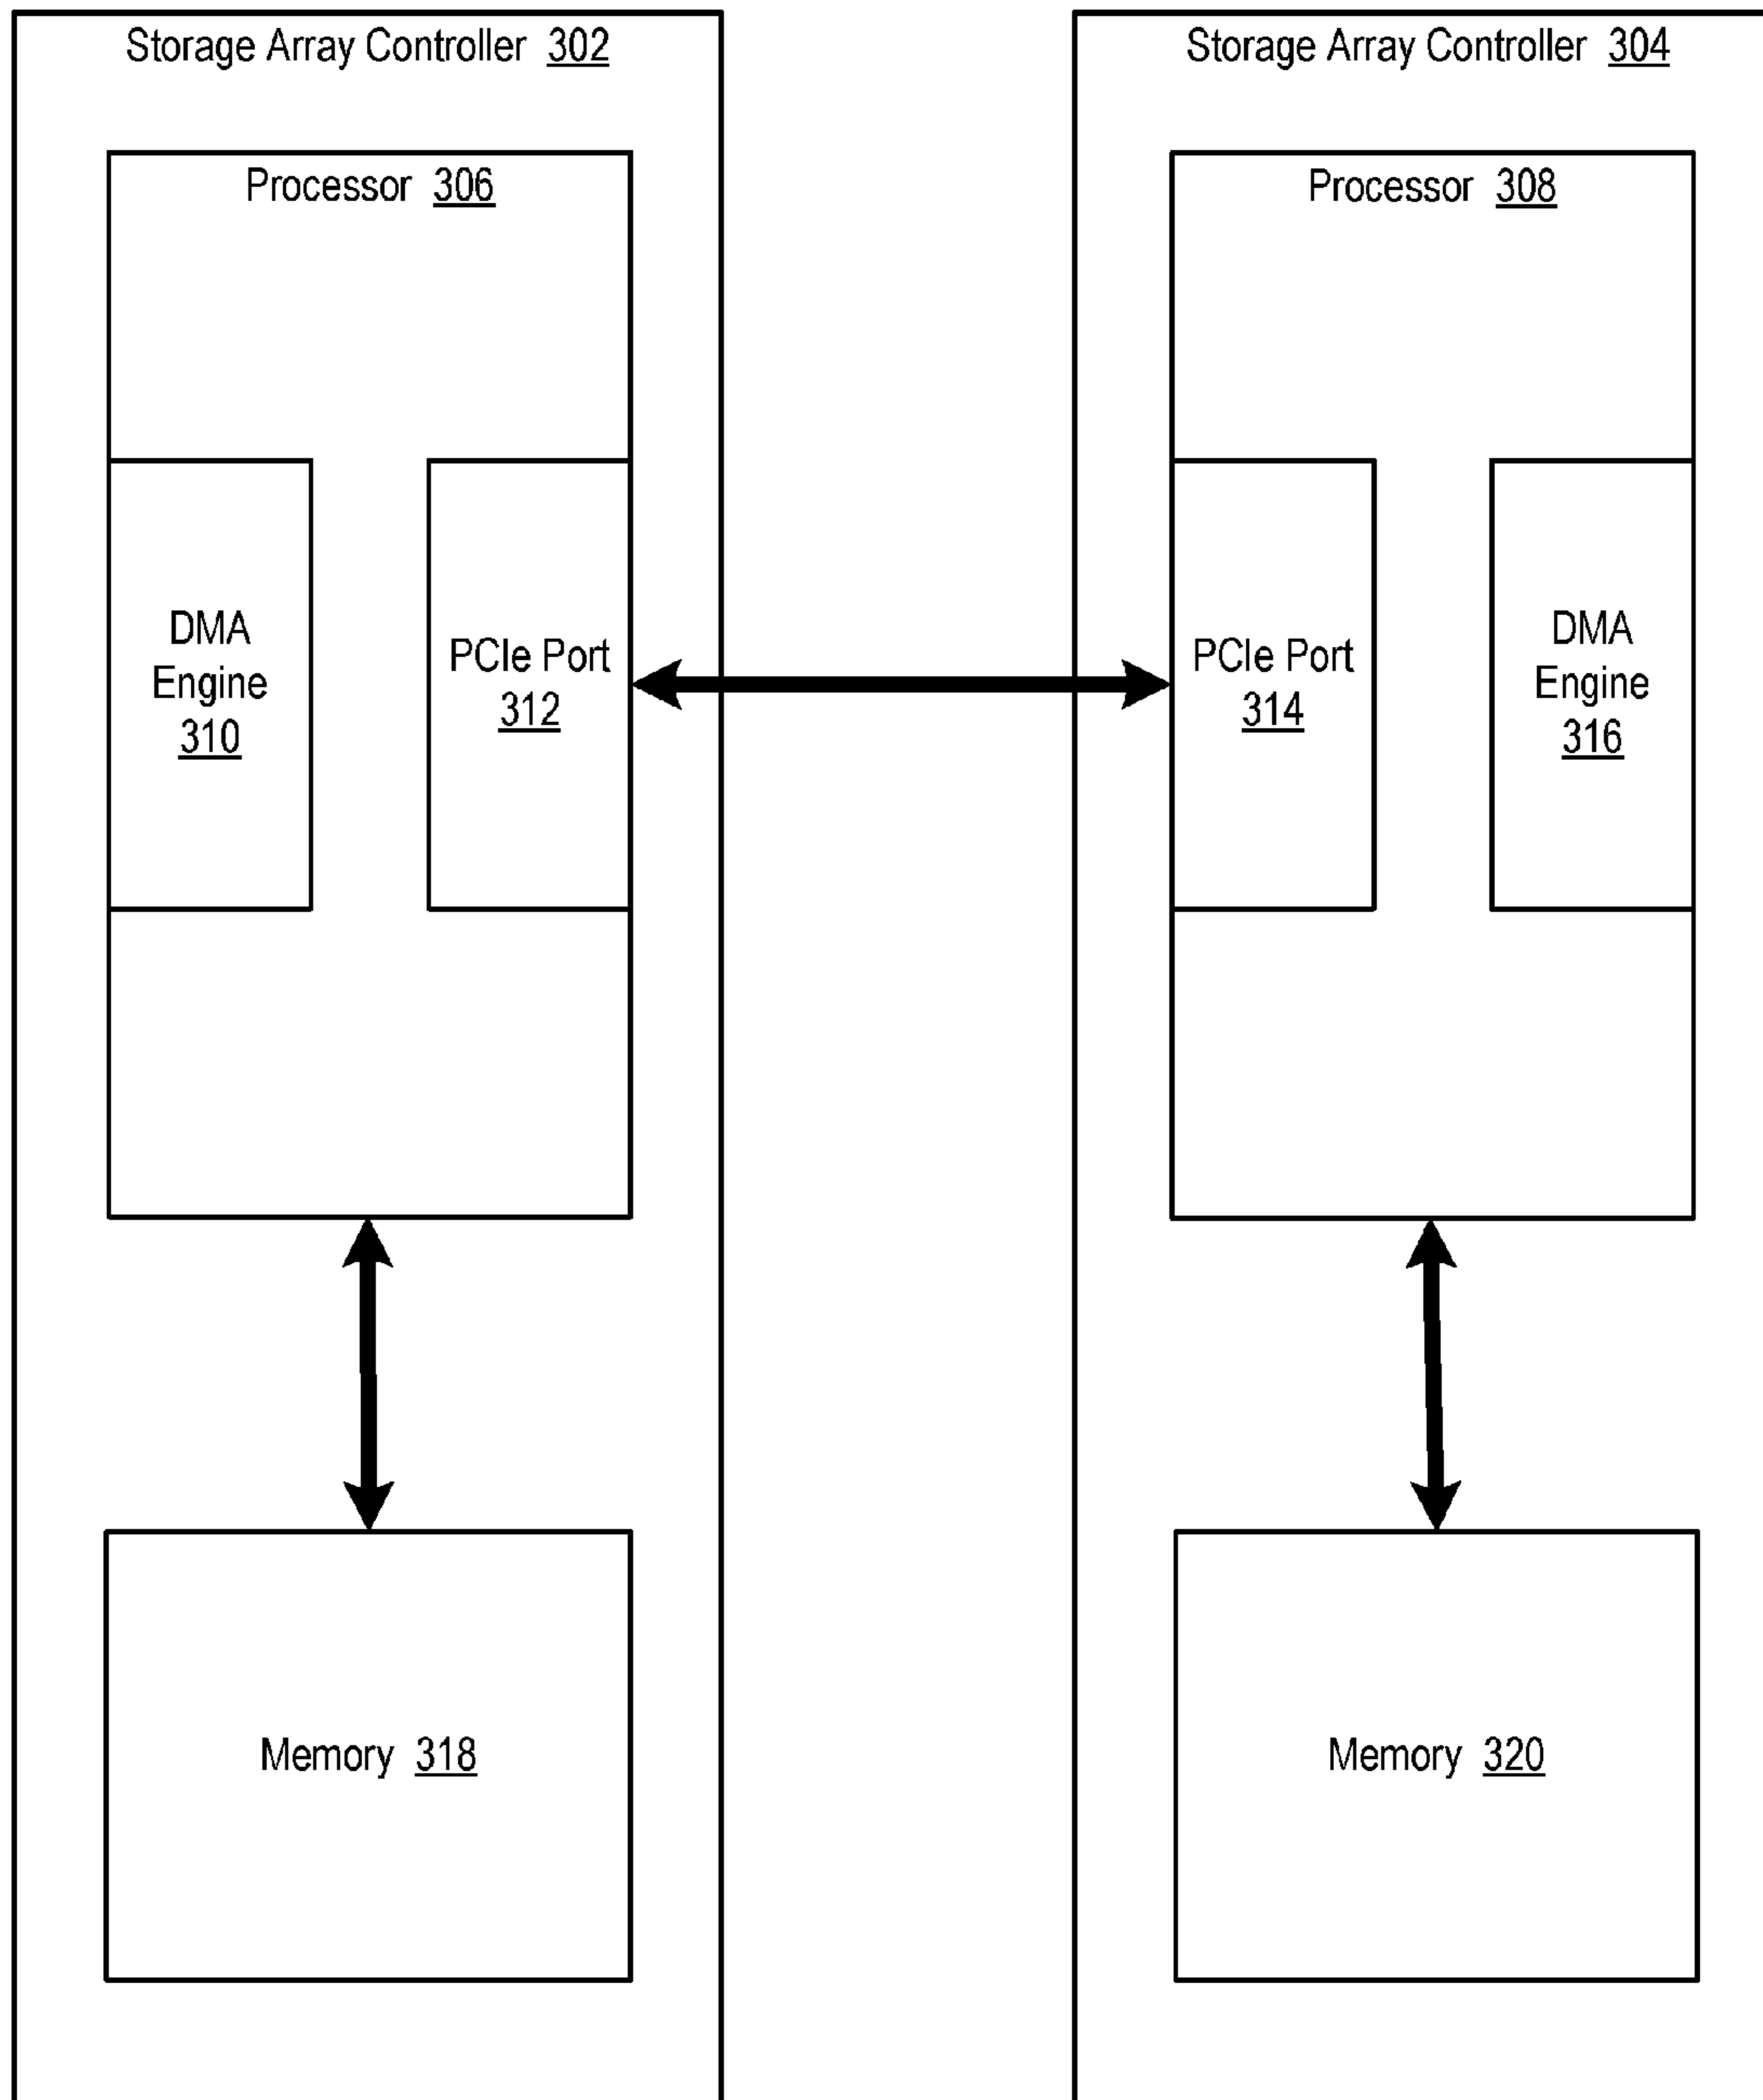 Storage Array Controller 302
Processor 306
DMA
Engine
310
PCIe Port
312
Memory 318
Storage Array Controller 304
Processor 308
PCIe Port
314
DMA
Engine
316
Memory 320